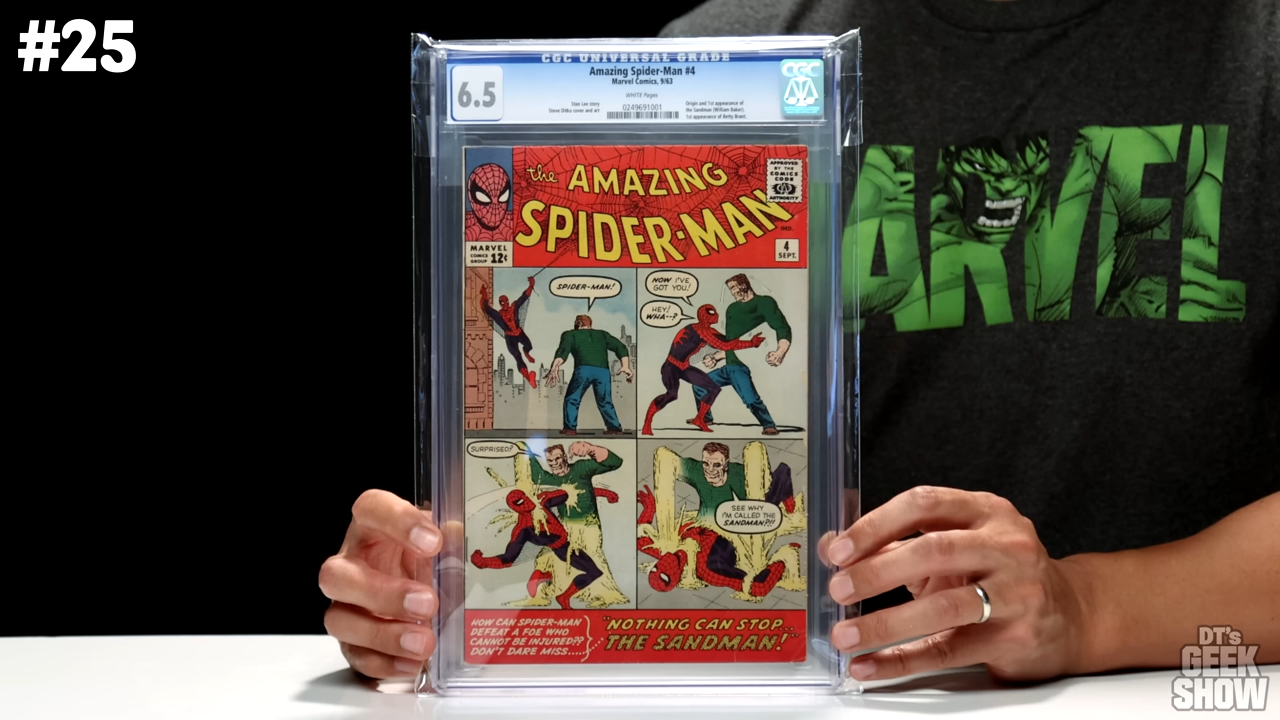 #25
CGC UNIVERSAL GRADE
6.5
Amazing Spider-Man #4
Marvel Comics, 9/63
WHITE Pages
Stan Lee story
Steve Ditko cover and art
0249691001
Origin and 1st appearance of
the Sandman (William Baker).
1st appearance of Betty Brant.
CGC
the AMAZING
SPIDER-MAN
APPROVED
BY THE
COMICS
CODE
AUTHORITY
MARVEL
COMICS
GROUP
12¢
IND.
4
SEPT.
SPIDER-MAN!
NOW I'VE
GOT YOU!
HEY!
WHA--?
SURPRISED?
SEE WHY
I'M CALLED THE
SANDMAN?!!
HOW CAN SPIDER-MAN
DEFEAT A FOE WHO
CANNOT BE INJURED??
DON'T DARE MISS.....
"NOTHING CAN STOP...
THE SANDMAN!"
MARVEL
DT's
GEEK
SHOW